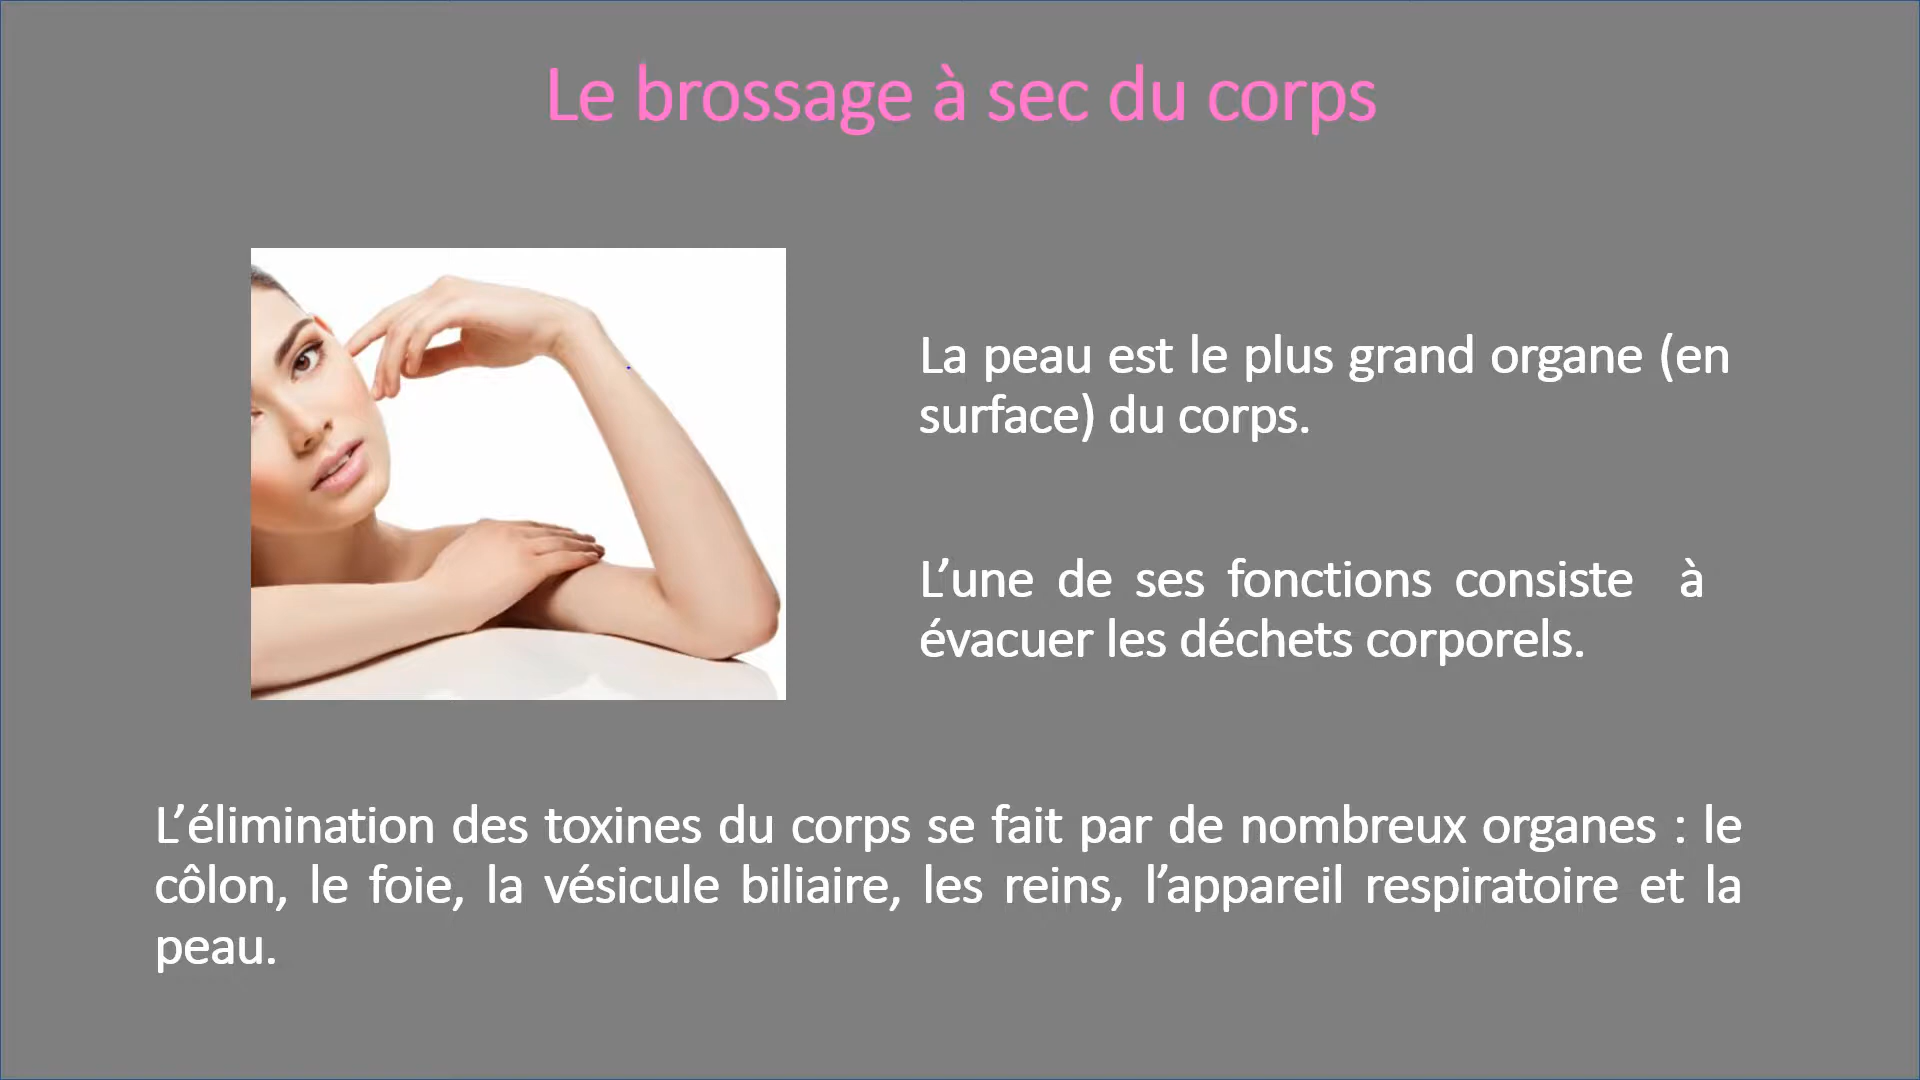 Le brossage à sec du corps
La peau est le plus grand organe (en
surface) du corps.
L’une de ses fonctions consiste à
évacuer les déchets corporels.
L’élimination des toxines du corps se fait par de nombreux organes : le
côlon, le foie, la vésicule biliaire, les reins, l’appareil respiratoire et la
peau.